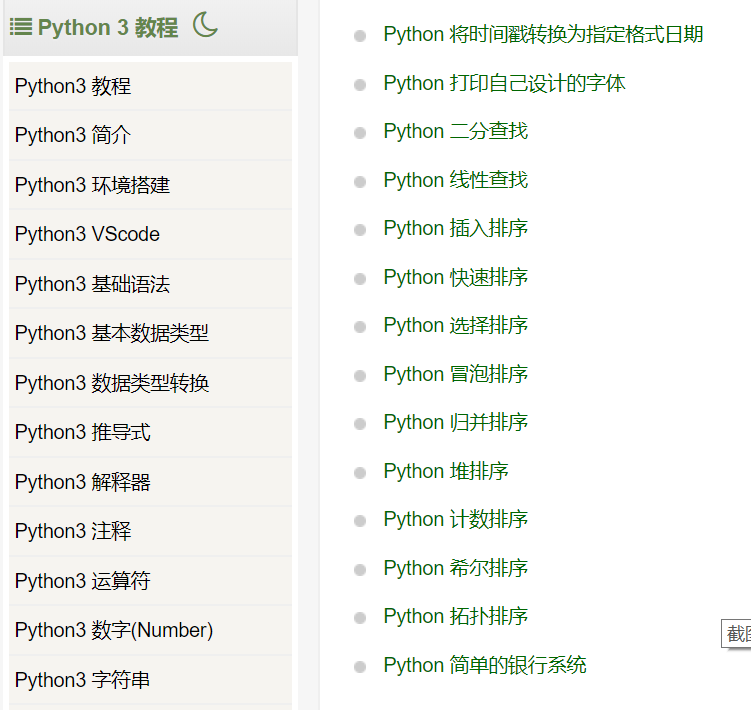 Python 3 教程
Python3 教程
Python3 简介
Python3 环境搭建
Python3 VScode
Python3 基础语法
Python3 基本数据类型
Python3 数据类型转换
Python3 推导式
Python3 解释器
Python3 注释
Python3 运算符
Python3 数字(Number)
Python3 字符串
Python 将时间戳转换为指定格式日期
Python 打印自己设计的字体
Python 二分查找
Python 线性查找
Python 插入排序
Python 快速排序
Python 选择排序
Python 冒泡排序
Python 归并排序
Python 堆排序
Python 计数排序
Python 希尔排序
Python 拓扑排序
Python 简单的银行系统
截图